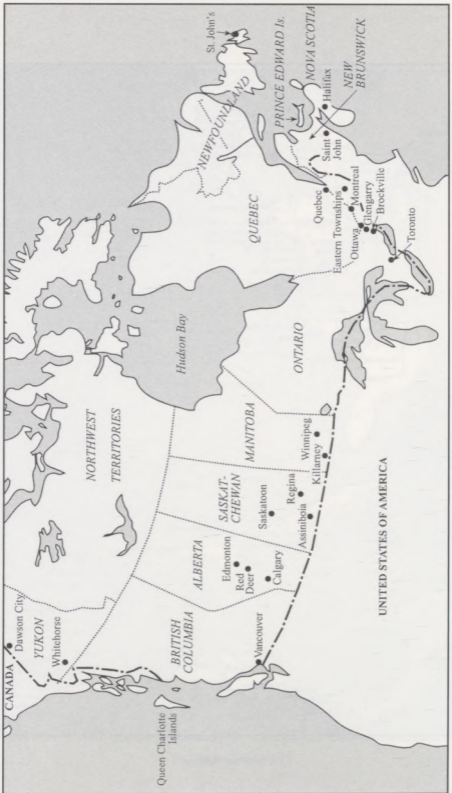 CANADA
Dawson City
YUKON
Whitehorse
NORTHWEST
TERRITORIES
Queen Charlotte
Islands
BRITISH
COLUMBIA
Vancouver
ALBERTA
Edmonton
Red
Deer
Calgary
SASKAT-
CHEWAN
Saskatoon
Regina
Assiniboia
MANITOBA
Winnipeg
Killarney
Hudson Bay
ONTARIO
QUEBEC
NEWFOUNDLAND
St. John's
PRINCE EDWARD Is.
NOVA SCOTIA
NEW
BRUNSWICK
Halifax
Saint
John
Quebec
Eastern Townships
Montreal
Ottawa
Glengarry
Brockville
Toronto
UNITED STATES OF AMERICA